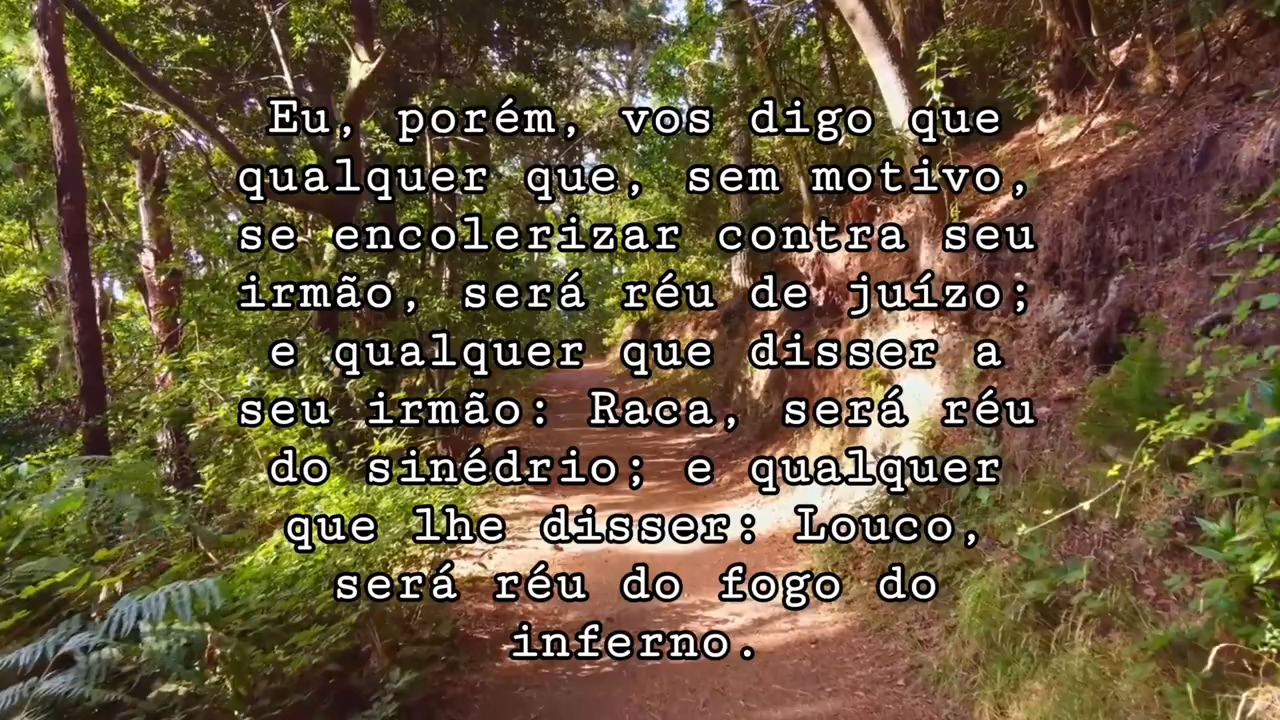 Eu, porém, vos digo que
qualquer que, sem motivo,
se encolerizar contra seu
irmão, será réu de juízo;
e qualquer que disser a
seu irmão: Raca, será réu
do sinédrio; e qualquer
que lhe disser: Louco,
será réu do fogo do
inferno.